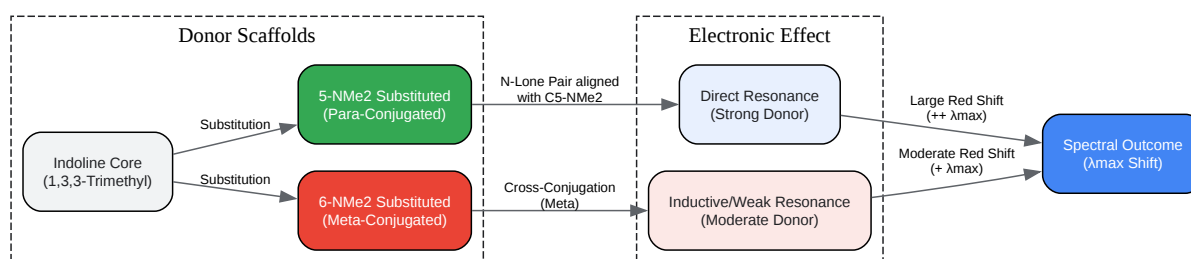 Donor Scaffolds
Electronic Effect
Indoline Core
(1,3,3-Trimethyl)
Substitution
Substitution
5-NMe2 Substituted
(Para-Conjugated)
6-NMe2 Substituted
(Meta-Conjugated)
N-Lone Pair aligned
with C5-NMe2
Cross-Conjugation
(Meta)
Direct Resonance
(Strong Donor)
Inductive/Weak Resonance
(Moderate Donor)
Large Red Shift
(++ λmax)
Moderate Red Shift
(+ λmax)
Spectral Outcome
(λmax Shift)